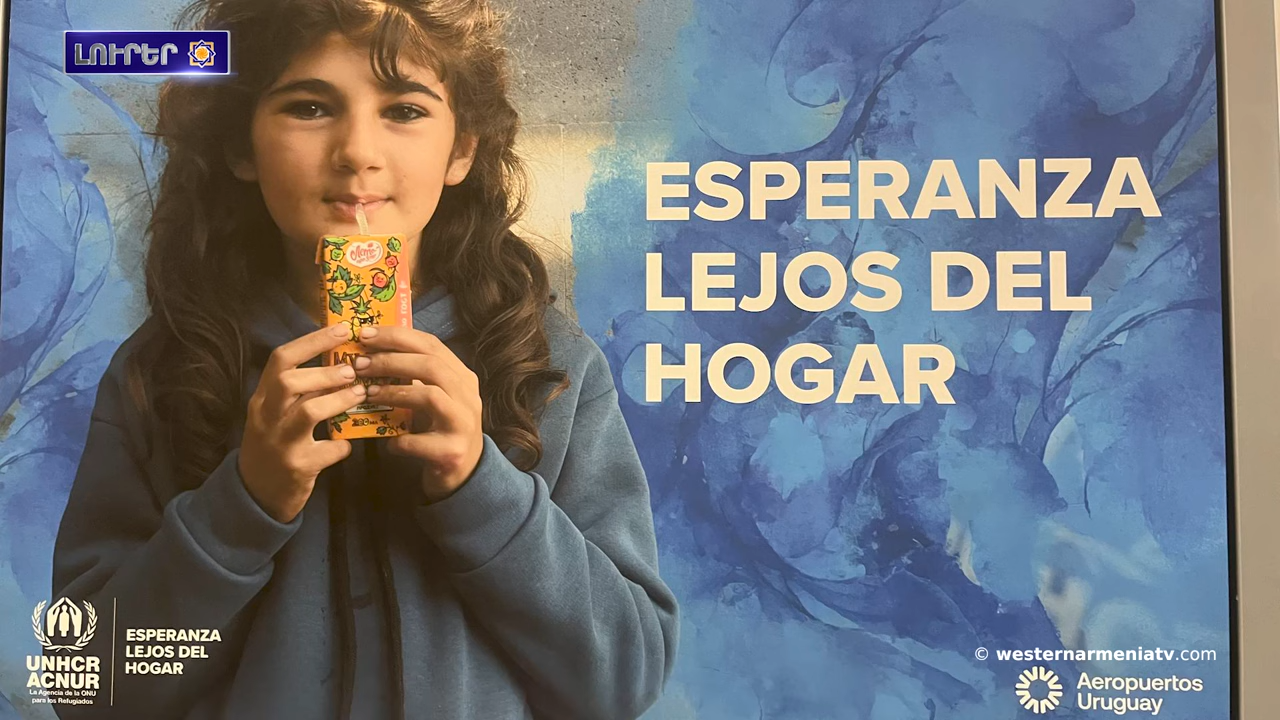 ԼՈՒՐԵՐ
ESPERANZA
LEJOS DEL
HOGAR
UNHCR
ACNUR
La Agencia de la ONU
para los Refugiados
ESPERANZA
LEJOS DEL
HOGAR
© westernarmeniatv.com
Aeropuertos
Uruguay